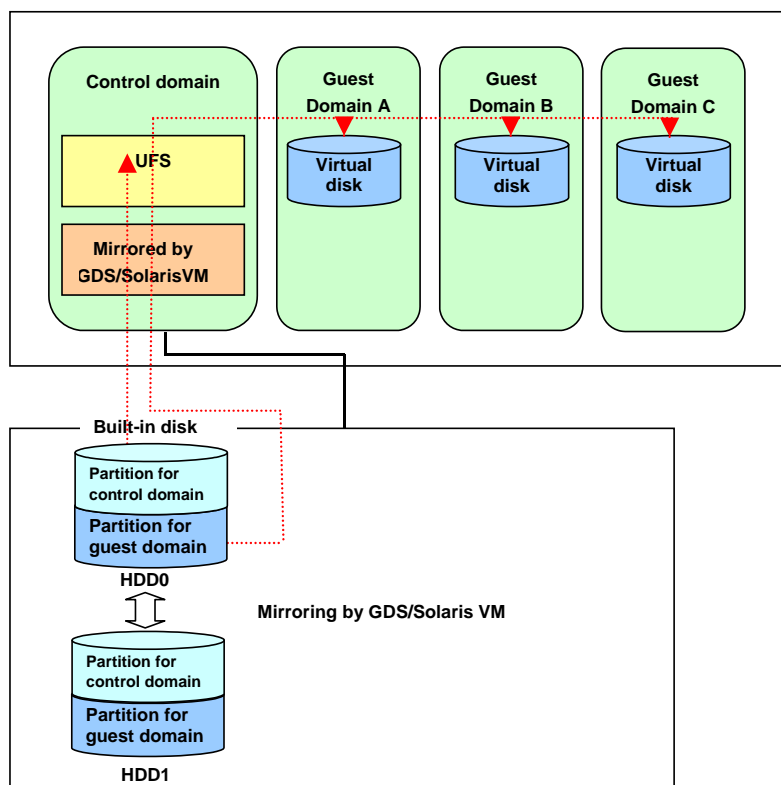 Control domain
UFS
Mirrored by
GDS/SolarisVM
Guest
Domain A
Virtual
disk
Guest
Domain B
Virtual
disk
Guest
Domain C
Virtual
disk
Built-in disk
Partition for
control domain
Partition for
guest domain
HDD0
Mirroring by GDS/Solaris VM
Partition for
control domain
Partition for
guest domain
HDD1